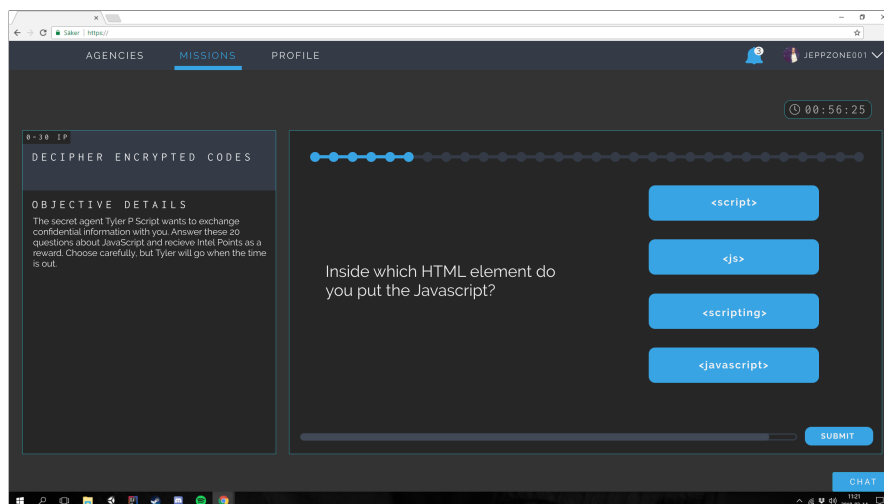 Säker | https://
AGENCIES MISSIONS PROFILE 3 JEPPZONE001
00:56:25
0-30 IP
DECIPHER ENCRYPTED CODES
OBJECTIVE DETAILS
The secret agent Tyler P Script wants to exchange
confidential information with you. Answer these 20
questions about JavaScript and recieve Intel Points as a
reward. Choose carefully, but Tyler will go when the time
is out.
Inside which HTML element do
you put the Javascript?
<script>
<js>
<scripting>
<javascript>
SUBMIT
CHAT
11:21